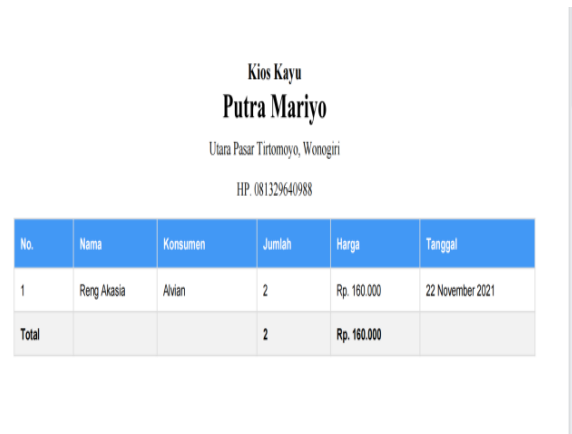 Kios Kayu
Putra Mariyo
Utara Pasar Tirtomoyo, Wonogiri
HP. 081329640988
No. Nama Konsumen Jumlah Harga Tanggal
1 Reng Akasia Alvian 2 Rp. 160.000 22 November 2021
Total 2 Rp. 160.000